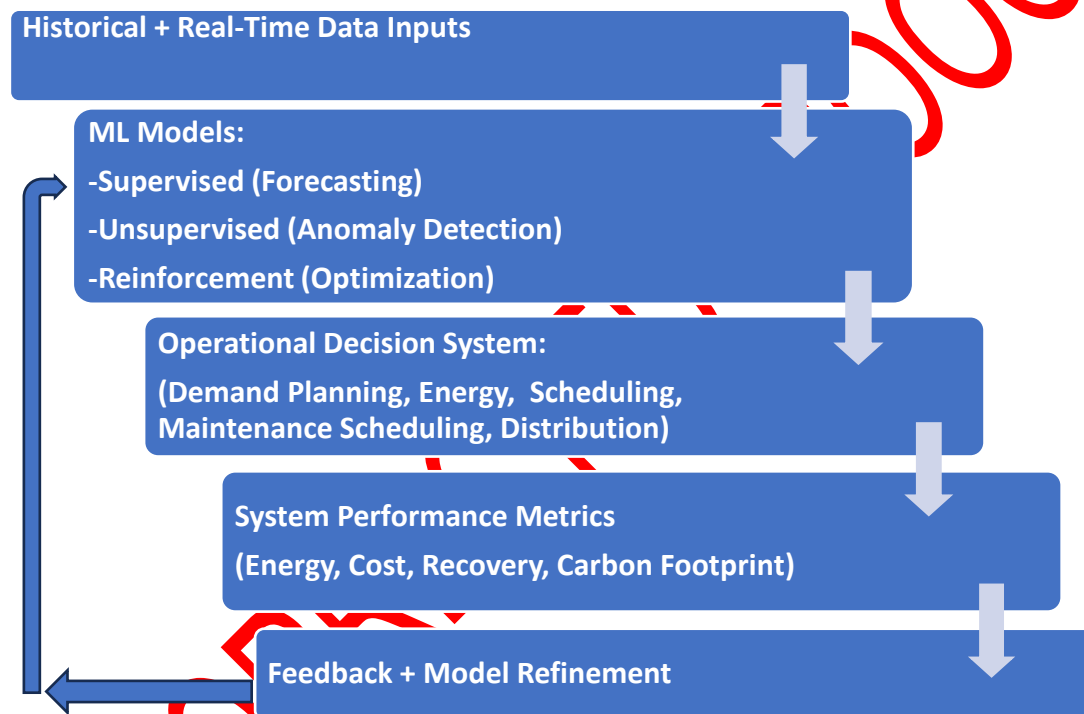 Historical + Real-Time Data Inputs
ML Models:
-Supervised (Forecasting)
-Unsupervised (Anomaly Detection)
-Reinforcement (Optimization)
Operational Decision System:
(Demand Planning, Energy,  Scheduling,
Maintenance Scheduling, Distribution)
System Performance Metrics
(Energy, Cost, Recovery, Carbon Footprint)
Feedback + Model Refinement